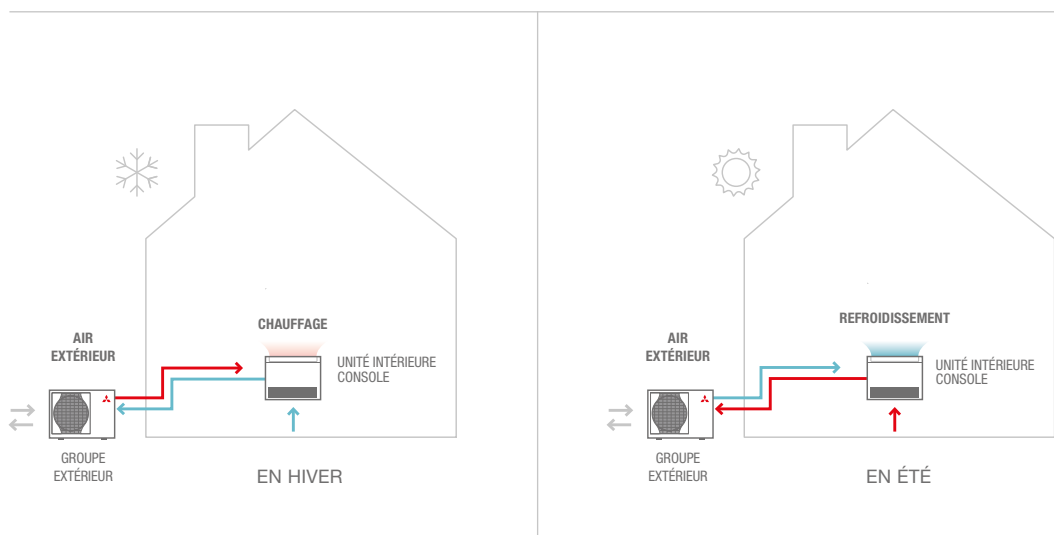 CHAUFFAGE
AIR
EXTÉRIEUR
UNITÉ INTÉRIEURE
CONSOLE
GROUPE
EXTÉRIEUR
EN HIVER
REFROIDISSEMENT
AIR
EXTÉRIEUR
UNITÉ INTÉRIEURE
CONSOLE
GROUPE
EXTÉRIEUR
EN ÉTÉ